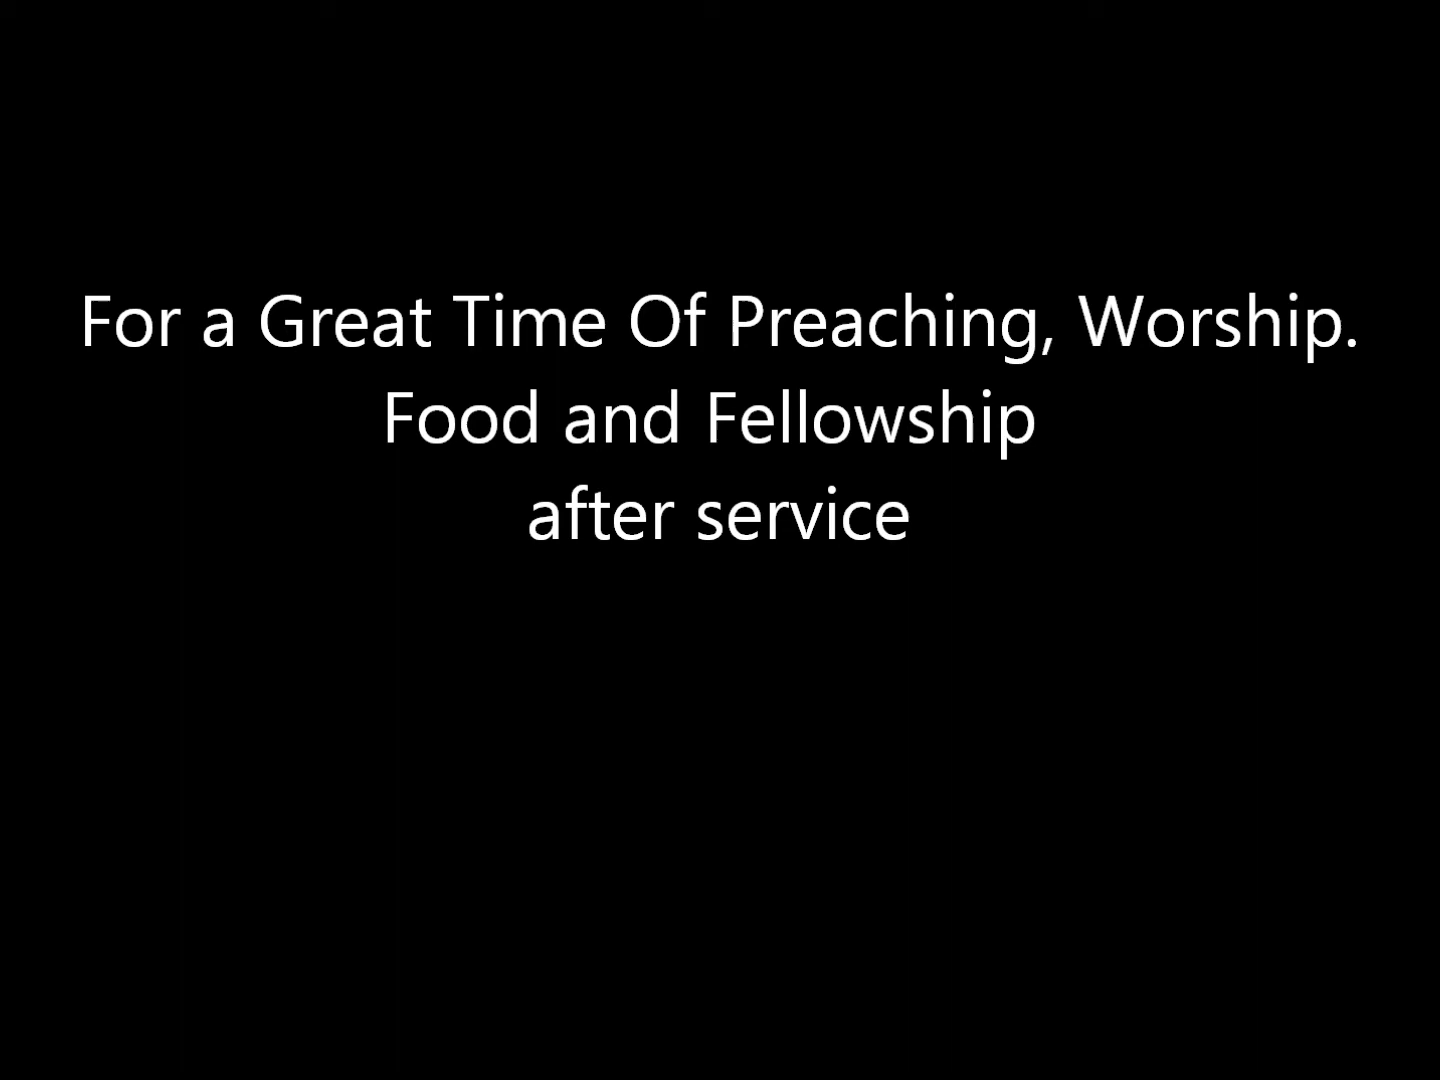 For a Great Time Of Preaching, Worship.
Food and Fellowship
after service